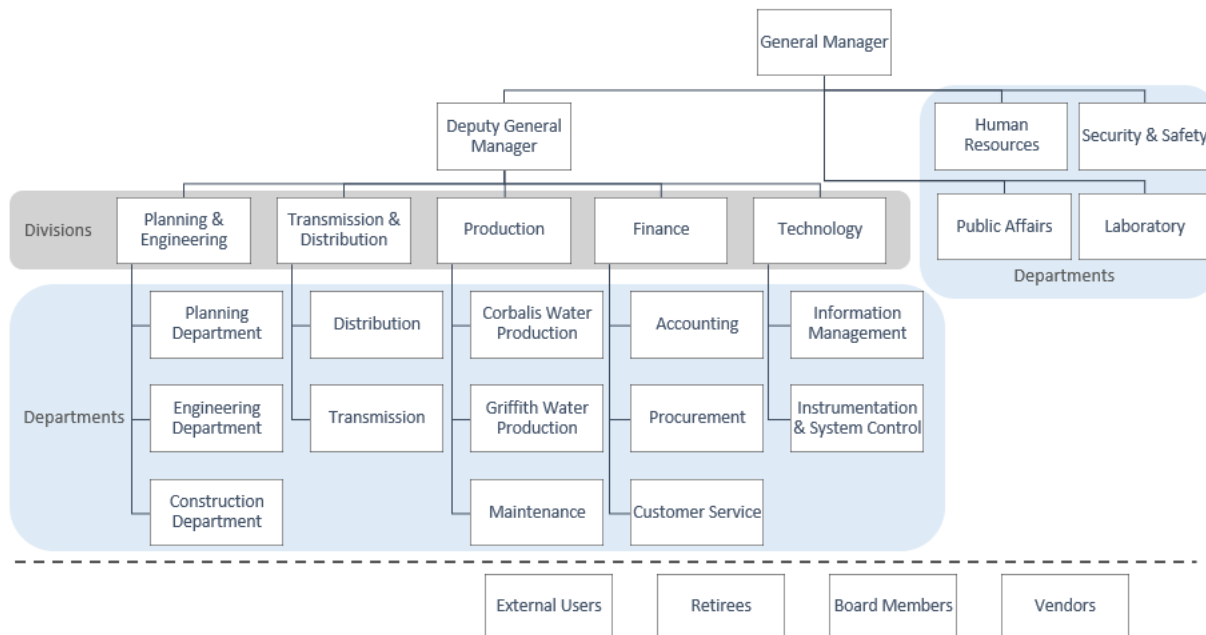 General Manager
Deputy General
Manager
Human
Resources
Security & Safety
Divisions
Planning &
Engineering
Transmission &
Distribution
Production
Finance
Technology
Public Affairs
Laboratory
Departments
Departments
Planning
Department
Distribution
Corbalis Water
Production
Accounting
Information
Management
Engineering
Department
Transmission
Griffith Water
Production
Procurement
Instrumentation
& System Control
Construction
Department
Maintenance
Customer Service
External Users
Retirees
Board Members
Vendors